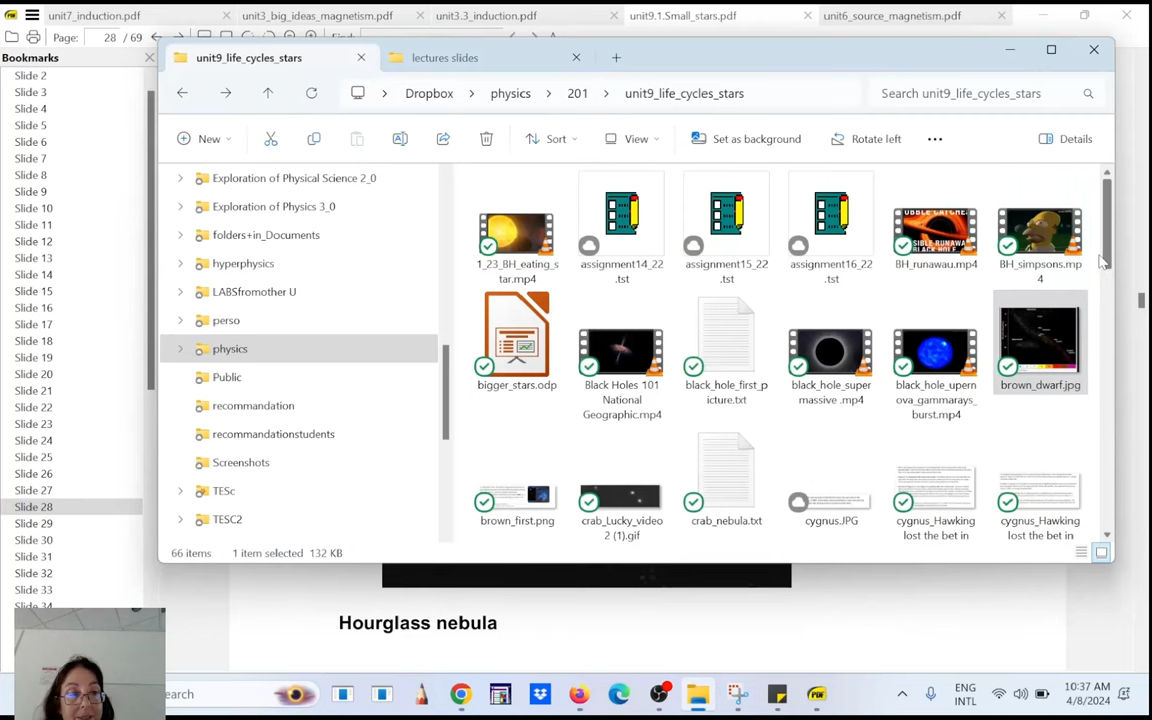 unit7_induction.pdf
unit3_big_ideas_magnetism.pdf
unit3.3_induction.pdf
unit9.1.Small_stars.pdf
unit6_source_magnetism.pdf
Page: 28 / 69
Bookmarks
Slide 2
Slide 3
Slide 4
Slide 5
Slide 6
Slide 7
Slide 8
Slide 9
Slide 10
Slide 11
Slide 12
Slide 13
Slide 14
Slide 15
Slide 16
Slide 17
Slide 18
Slide 19
Slide 20
Slide 21
Slide 22
Slide 23
Slide 24
Slide 25
Slide 26
Slide 27
Slide 28
Slide 29
Slide 30
Slide 31
Slide 32
Slide 33
Slide 34
unit9_life_cycles_stars
lectures slides
Dropbox > physics > 201 > unit9_life_cycles_stars
Search unit9_life_cycles_stars
New
Sort
View
Set as background
Rotate left
Details
Exploration of Physical Science 2_0
Exploration of Physics 3_0
folders+in_Documents
hyperphysics
LABSfromother U
perso
physics
Public
recommandation
recommandationstudents
Screenshots
TESc
TESC2
1_23_BH_eating_s
tar.mp4
assignment14_22
.tst
assignment15_22
.tst
assignment16_22
.tst
BH_runawau.mp4
BH_simpsons.mp
4
bigger_stars.odp
Black Holes 101
National
Geographic.mp4
black_hole_first_p
icture.txt
black_hole_super
massive .mp4
black_hole_upern
ova_gammarays_
burst.mp4
brown_dwarf.jpg
brown_first.png
crab_Lucky_video
2 (1).gif
crab_nebula.txt
cygnus.JPG
cygnus_Hawking
lost the bet in
cygnus_Hawking
lost the bet in
66 items
1 item selected 132 KB
Hourglass nebula
earch
ENG
INTL
10:37 AM
4/8/2024